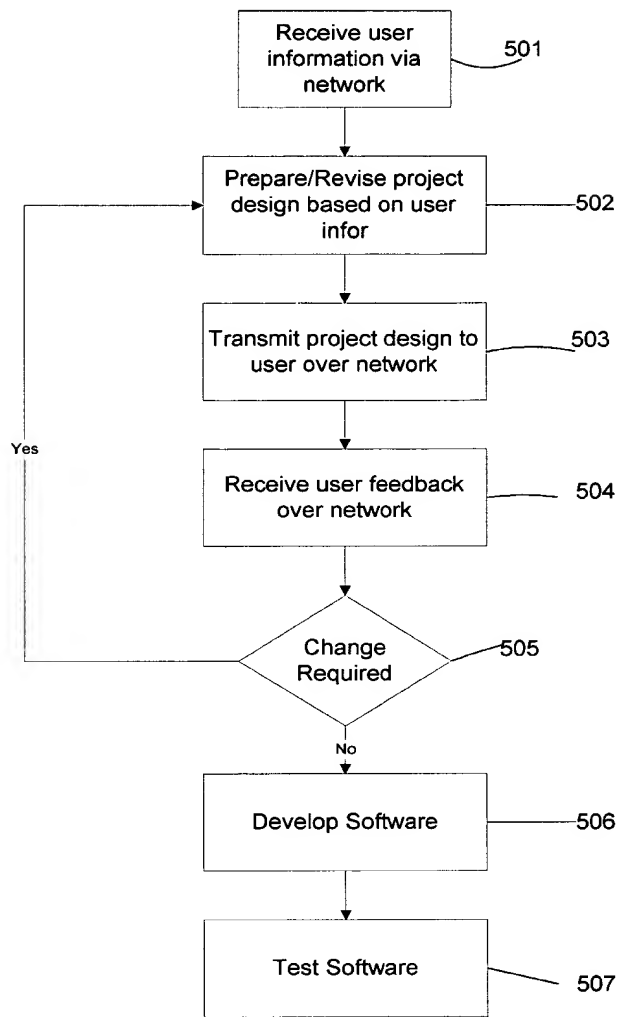 Receive user
information via
network
501
Prepare/Revise project
design based on user
infor
502
Transmit project design to
user over network
503
Yes
Receive user feedback
over network
504
Change
Required
505
No
Develop Software
506
Test Software
507